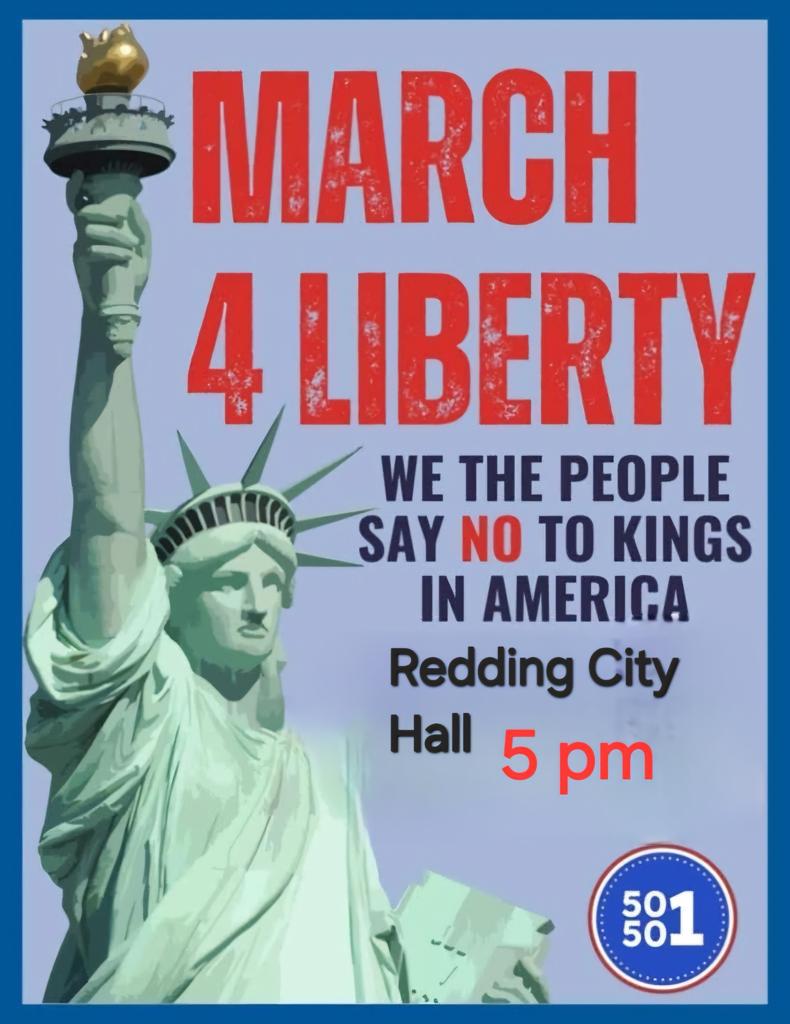 MARCH
4 LIBERTY
WE THE PEOPLE
SAY NO TO KINGS
IN AMERICA
Redding City
Hall 5 pm
50
50 1